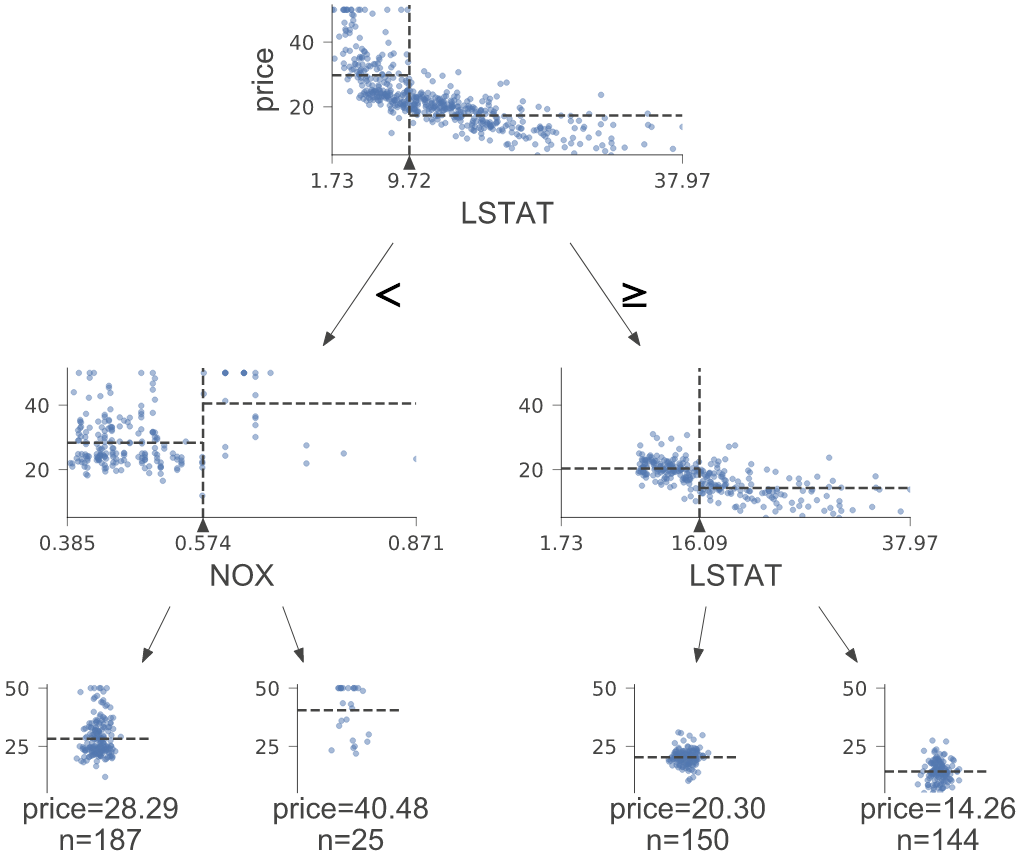 price
40
20
1.73 9.72 37.97
LSTAT
< ≥
40
20
0.385 0.574 0.871
NOX
40
20
1.73 16.09 37.97
LSTAT
50
25
price=28.29
n=187
50
25
price=40.48
n=25
50
25
price=20.30
n=150
50
25
price=14.26
n=144